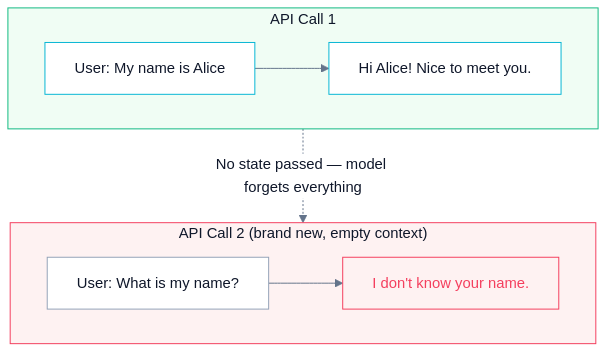 API Call 1
User: My name is Alice
Hi Alice! Nice to meet you.
No state passed — model
forgets everything
API Call 2 (brand new, empty context)
User: What is my name?
I don't know your name.